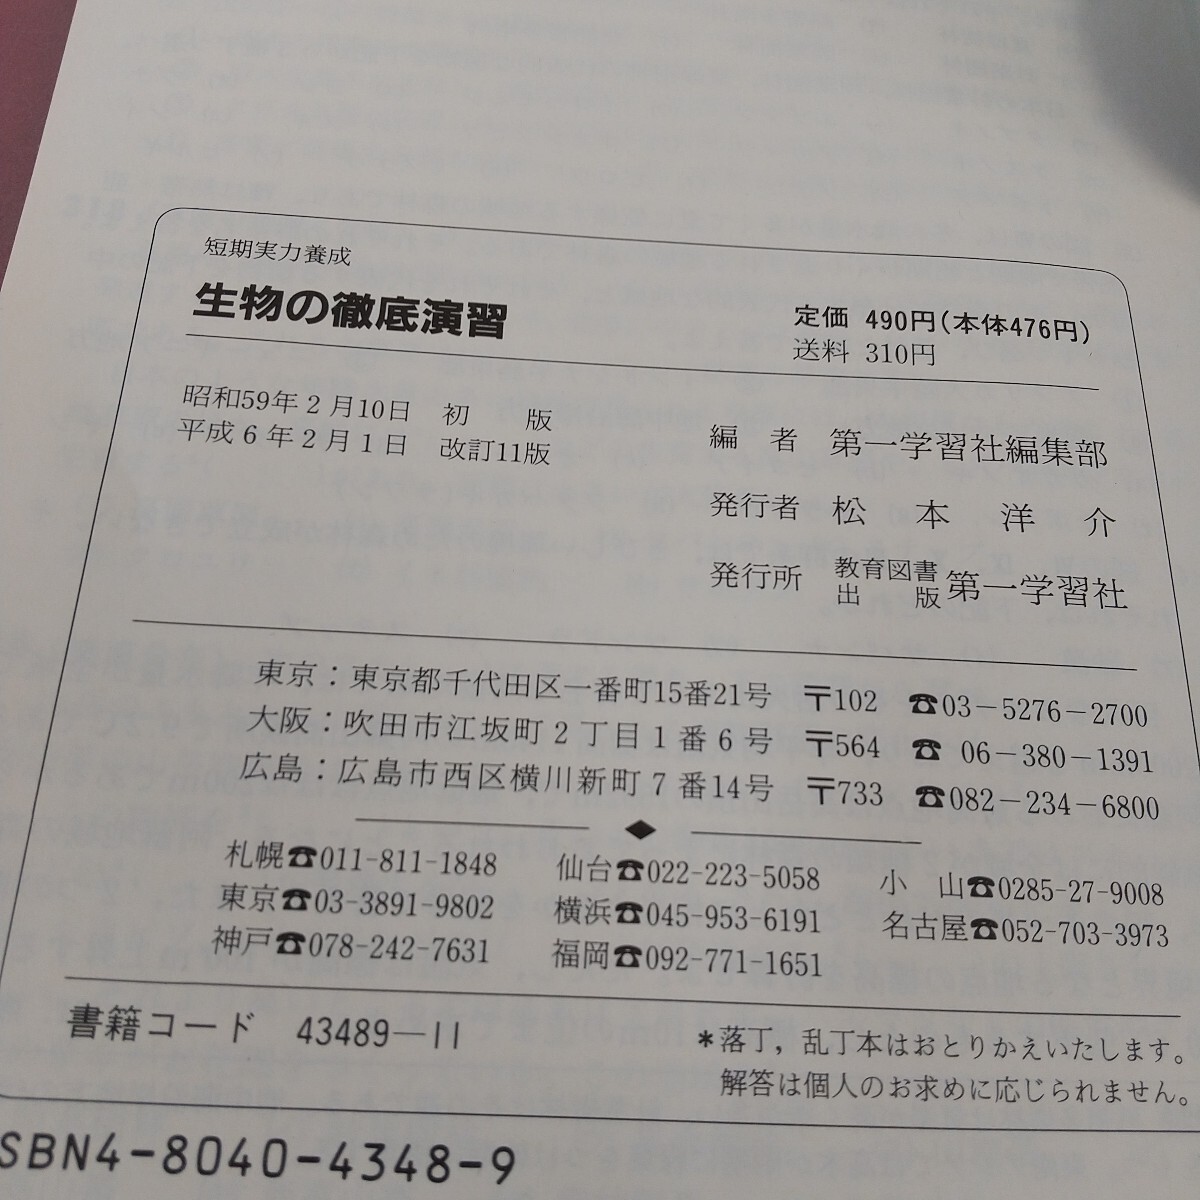 短期実力養成
生物の徹底演習
定価 490円(本体476円)
送料 310円
昭和59年2月10日 初 版
平成6年2月1日 改訂11版
編 者 第一学習社編集部
発行者 松 本 洋 介
発行所 教育図書出版 第一学習社
東京：東京都千代田区一番町15番21号 〒102 ☎03－5276－2700
大阪：吹田市江坂町2丁目1番6号 〒564 ☎ 06－380－1391
広島：広島市西区横川新町7番14号 〒733 ☎082－234－6800
札幌☎011-811-1848 仙台☎022-223-5058 小 山☎0285-27-9008
東京☎03-3891-9802 横浜☎045-953-6191 名古屋☎052-703-3973
神戸☎078-242-7631 福岡☎092-771-1651
書籍コード 43489—11
＊落丁，乱丁本はおとりかえいたします。
解答は個人のお求めに応じられません。
SBN4-8040-4348-9